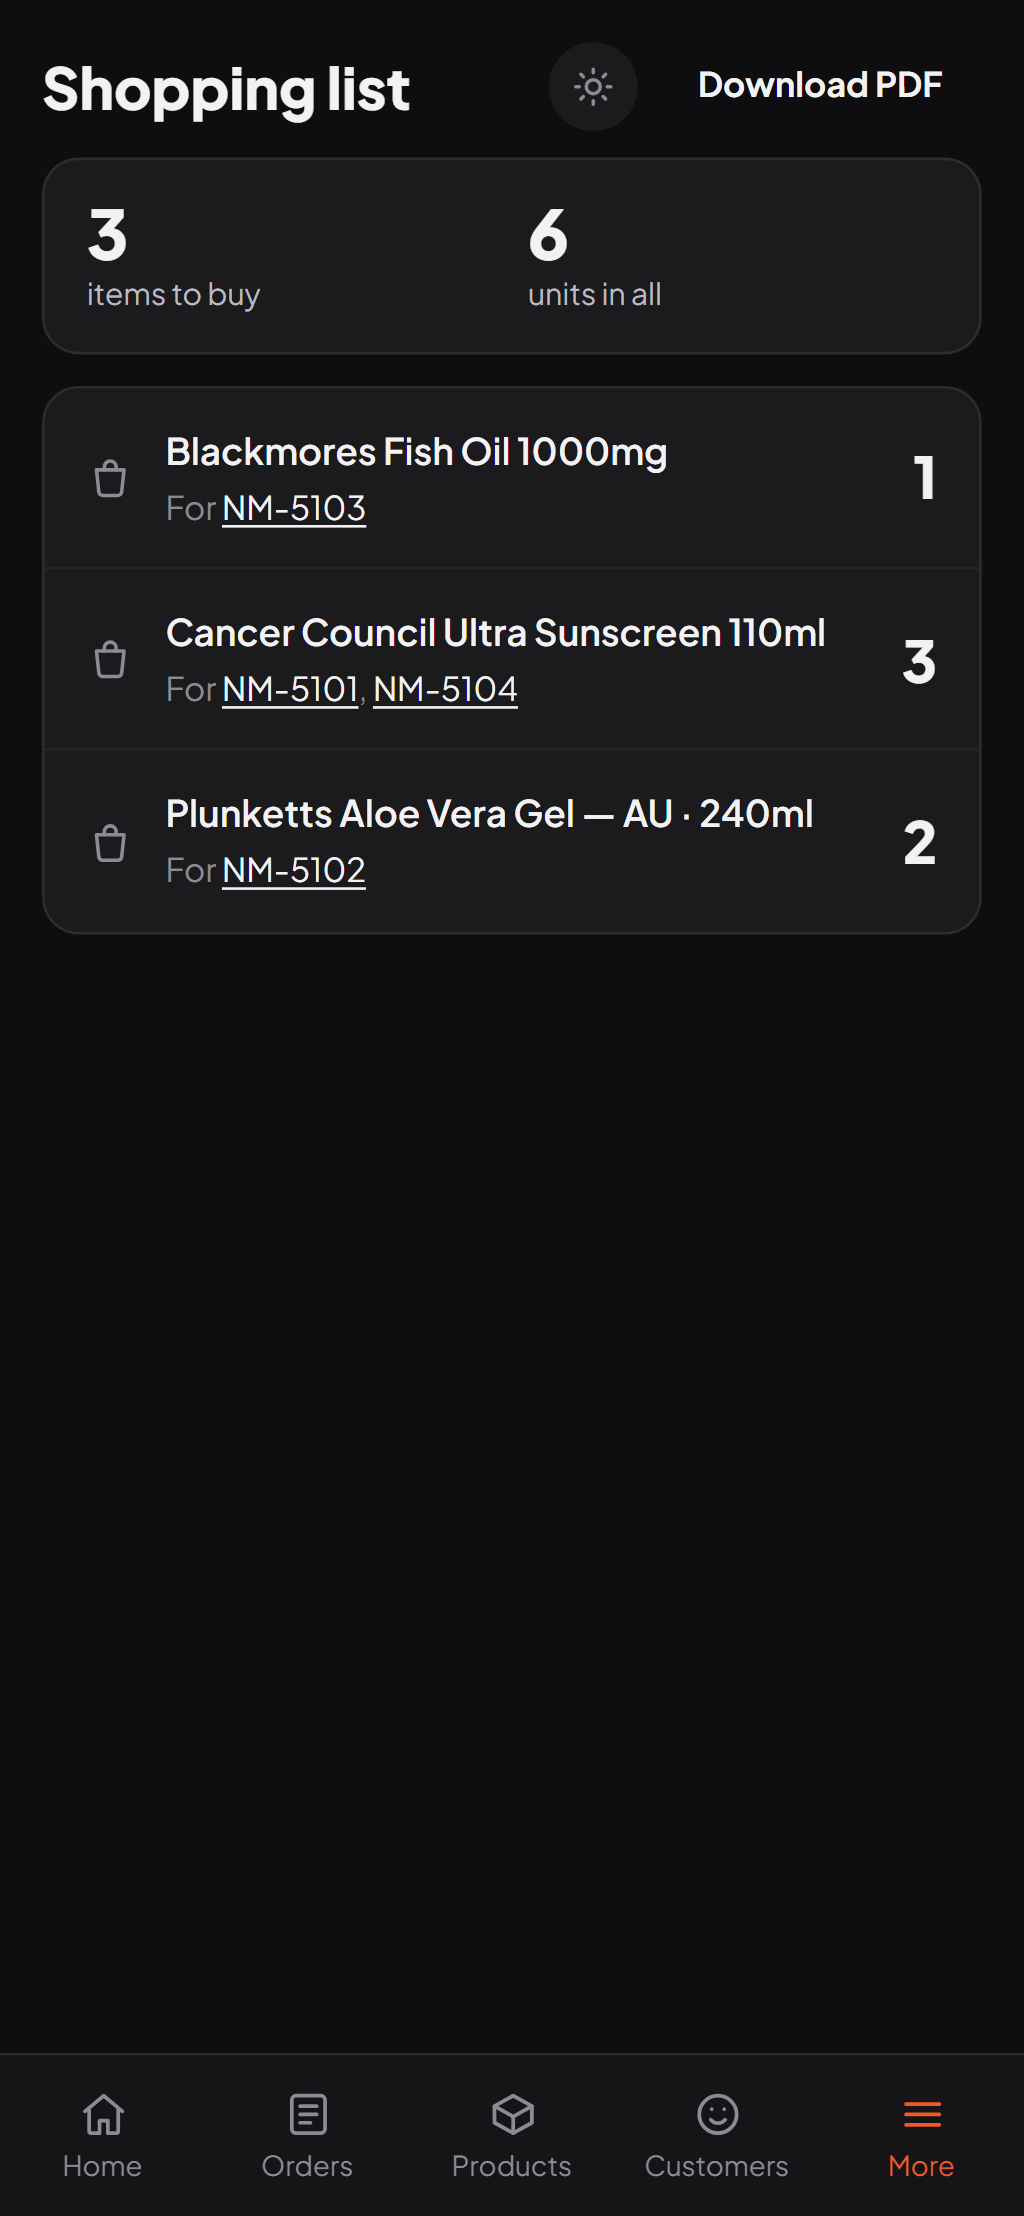 Shopping list
Download PDF
3
items to buy
6
units in all
Blackmores Fish Oil 1000mg
For NM-5103
1
Cancer Council Ultra Sunscreen 110ml
For NM-5101, NM-5104
3
Plunketts Aloe Vera Gel — AU · 240ml
For NM-5102
2
Home
Orders
Products
Customers
More